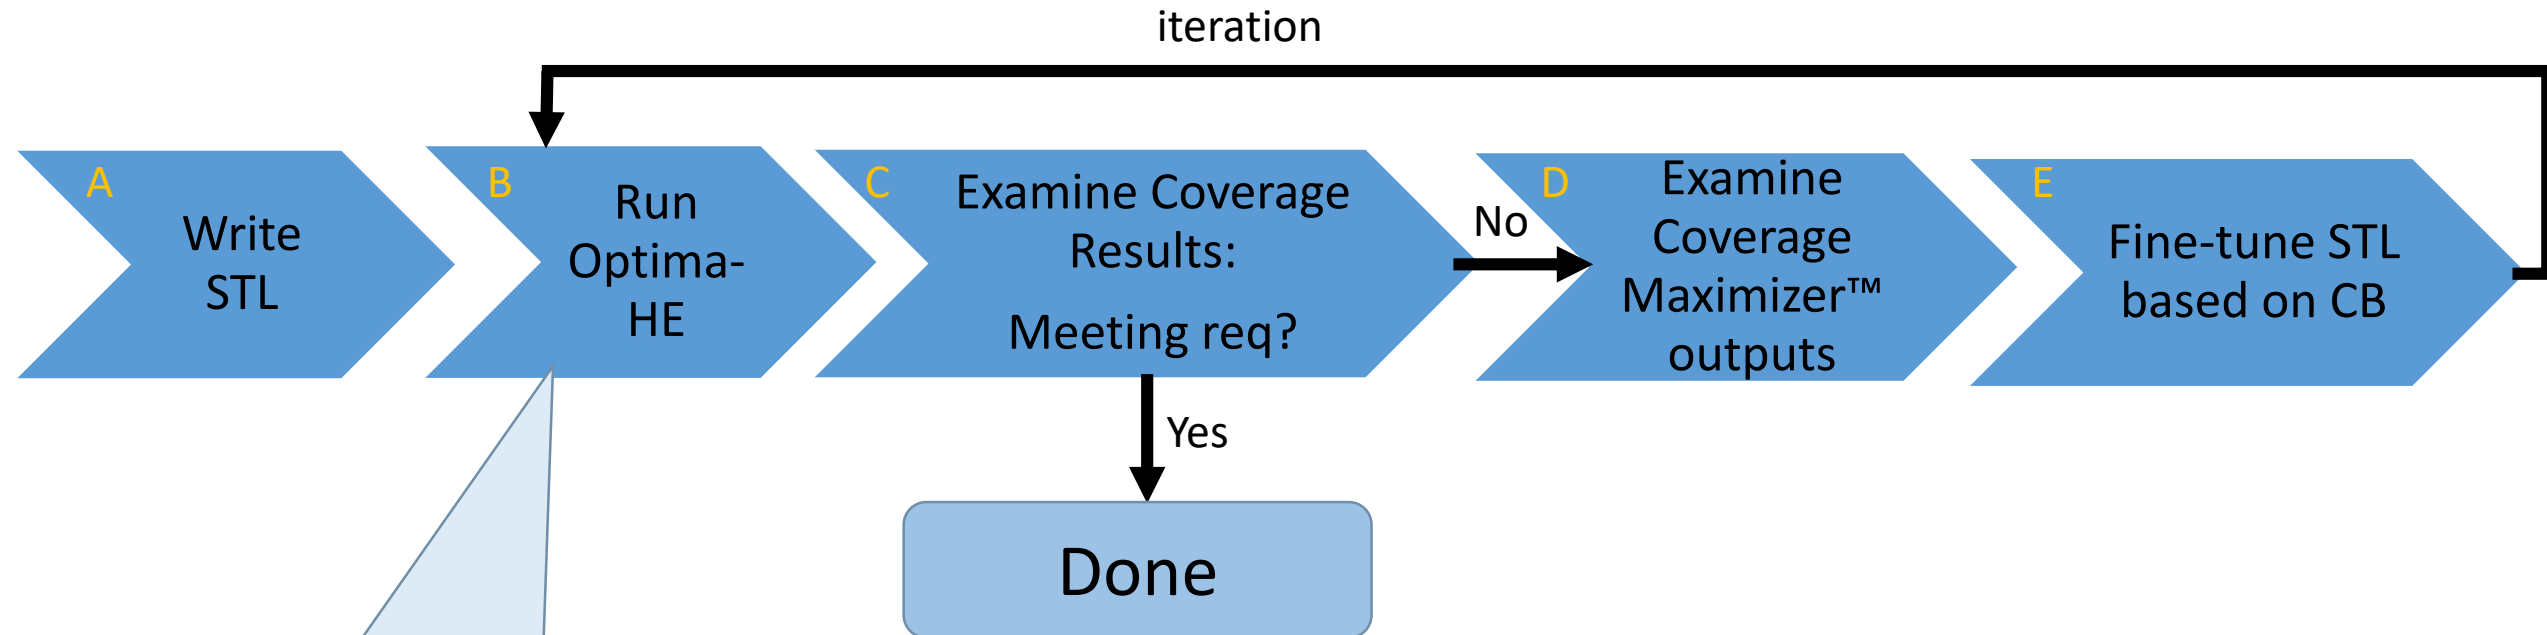 iteration
A
Write
STL
B
Run
Optima-
HE
C
Examine Coverage
Results:
Meeting req?
No
Yes
Done
D
Examine
Coverage
Maximizer™
outputs
E
Fine-tune STL
based on CB